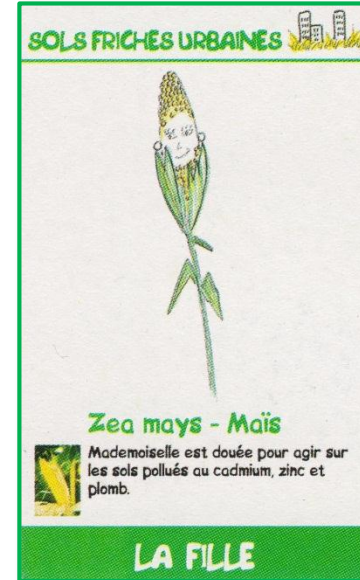 SOLS FRICHES URBAINES
Zea mays - Maïs
Mademoiselle est douée pour agir sur
les sols pollués au cadmium, zinc et
plomb.
LA FILLE